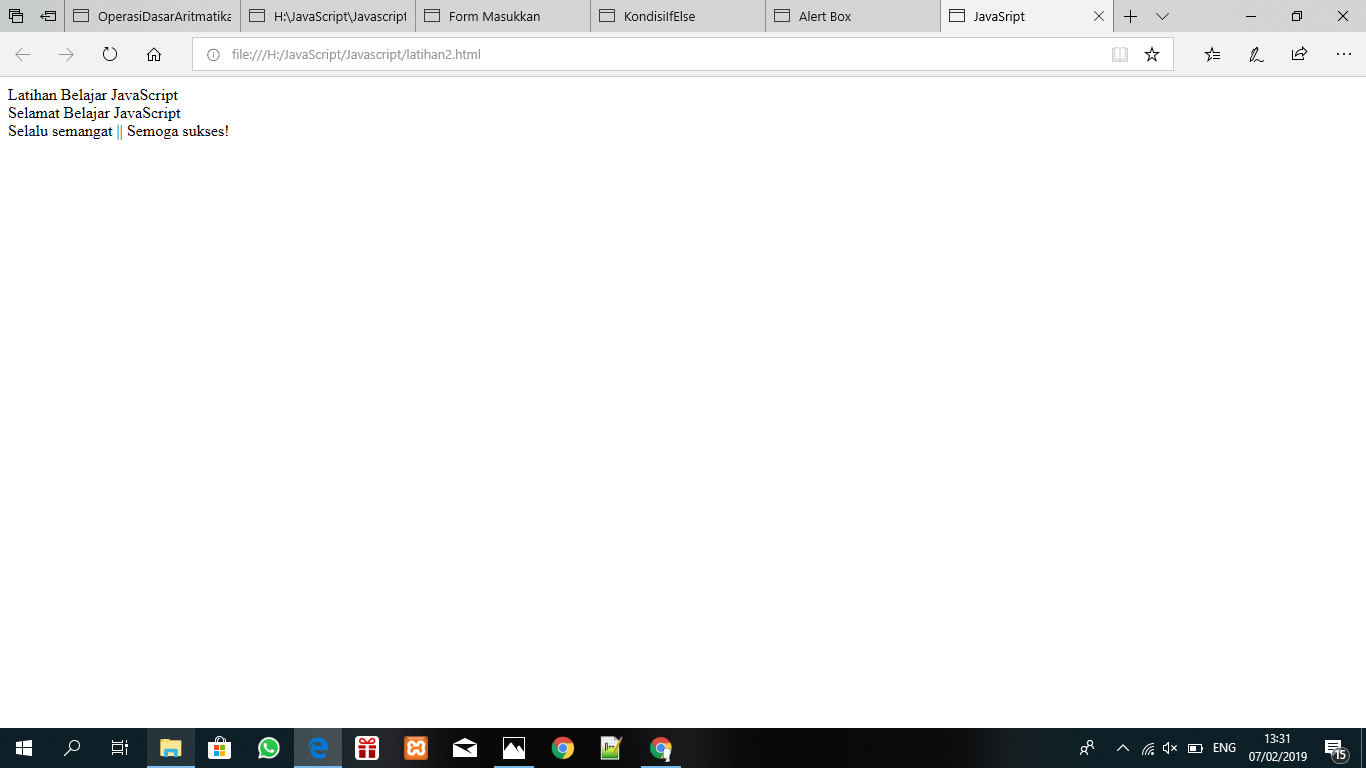 OperasiDasarAritmatika
H:\JavaScript\Javascript
Form Masukkan
KondisiIfElse
Alert Box
JavaSript
file:///H:/JavaScript/Javascript/latihan2.html
Latihan Belajar JavaScript
Selamat Belajar JavaScript
Selalu semangat || Semoga sukses!
ENG
13:31
07/02/2019
15